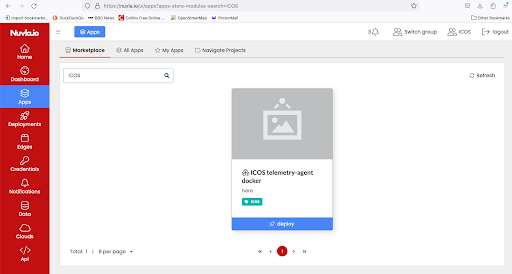 https://nuvla.io/ui/apps?apps-store-modules-search=ICOS
Import bookmarks...
DuckDuckGo
BBC News
Collins Free Online ...
OpenStreetMap
ProtonMail
Other Bookmarks
Nuvla.io
Apps
3
Switch group
ICOS
logout
Home
Dashboard
Apps
Deployments
Edges
Credentials
Notifications
Data
Clouds
Api
Marketplace
All Apps
My Apps
Navigate Projects
ICOS
Refresh
ICOS telemetry-agent
docker
here
ICOS
deploy
Total: 1 | 8 per page
« ‹ 1 › »